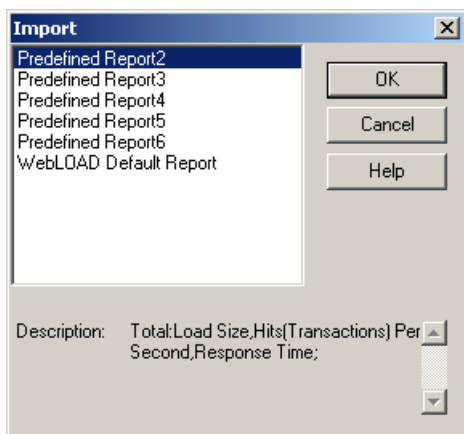 Import
Predefined Report2
Predefined Report3
Predefined Report4
Predefined Report5
Predefined Report6
WebLOAD Default Report
OK
Cancel
Help
Description: Total:Load Size,Hits(Transactions) Per
Second,Response Time;